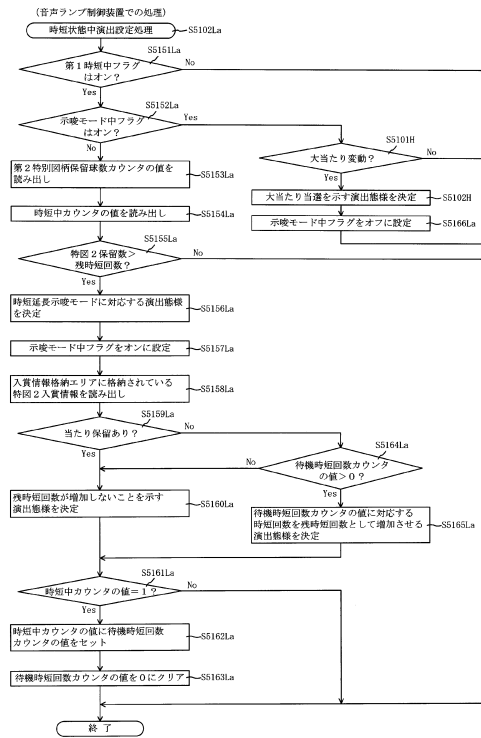 (音声ランプ制御装置での処理)
時短状態中演出設定処理
S5102La
S5151La
第1時短中フラグ
はオン?
No
Yes
S5152La
示唆モード中フラグ
はオン?
Yes
No
S5101H
大当たり変動?
No
Yes
第2特別図柄保留球数カウンタの値を
読み出し
S5153La
大当たり当選を示す演出態様を決定
S5102H
時短中カウンタの値を読み出し
S5154La
示唆モード中フラグをオフに設定
S5166La
S5155La
特図2保留数>
残時短回数?
No
Yes
時短延長示唆モードに対応する演出態様
を決定
S5156La
示唆モード中フラグをオンに設定
S5157La
入賞情報格納エリアに格納されている
特図2入賞情報を読み出し
S5158La
S5159La
当たり保留あり?
No
Yes
S5164La
待機時短回数カウンタ
の値>0?
No
Yes
残時短回数が増加しないことを示す
演出態様を決定
S5160La
待機時短回数カウンタの値に対応する
時短回数を残時短回数として増加させる
演出態様を決定
S5165La
S5161La
時短中カウンタの値=1?
No
Yes
時短中カウンタの値に待機時短回数
カウンタの値をセット
S5162La
待機時短回数カウンタの値を0にクリア
S5163La
終了